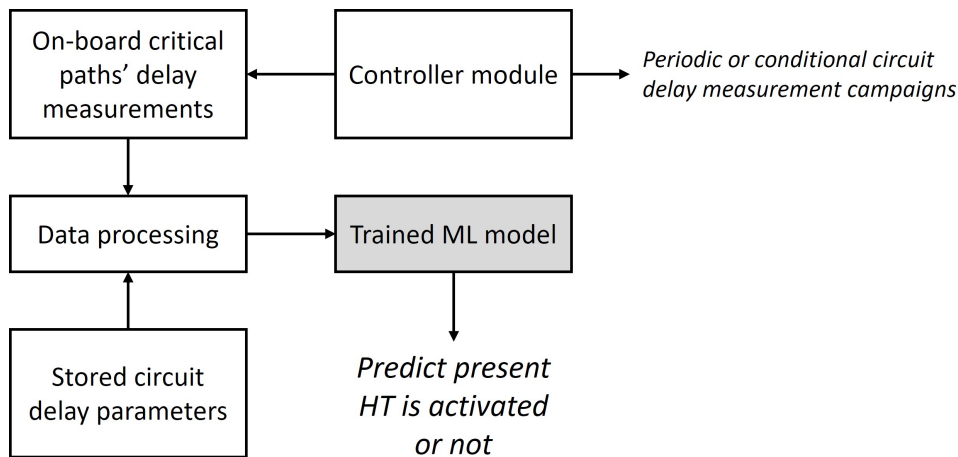 On-board critical
paths’ delay
measurements
Controller module
Periodic or conditional circuit
delay measurement campaigns
Data processing
Trained ML model
Stored circuit
delay parameters
Predict present
HT is activated
or not